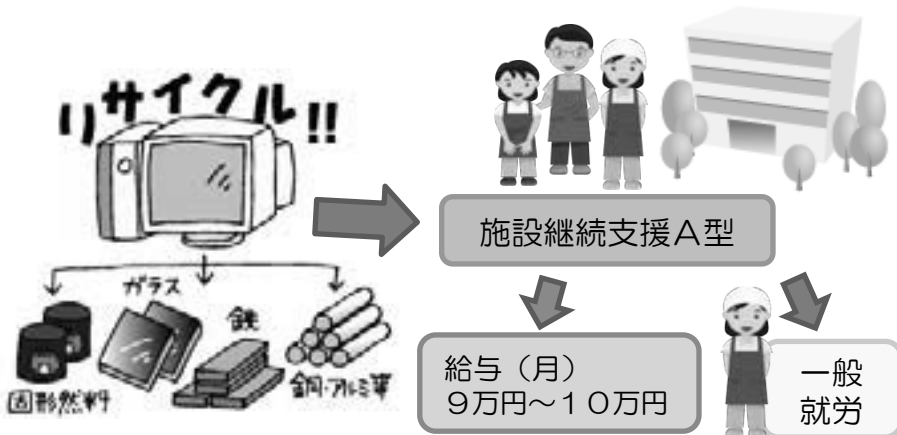 リサイクル!!
ガラス
鉄
銅・アルミ等
固形燃料
施設継続支援A型
給与（月）
９万円～１０万円
一般
就労